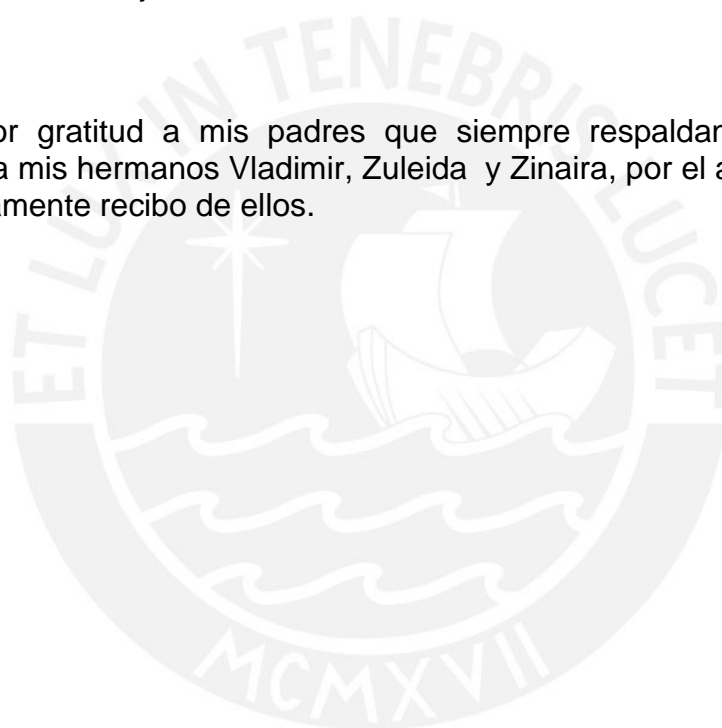 or gratitud a mis padres que siempre respaldar
a mis hermanos Vladimir, Zuleida y Zinaira, por el a
amente recibo de ellos.
ET LUX IN TENEBRIS LUCET
MCMXVII